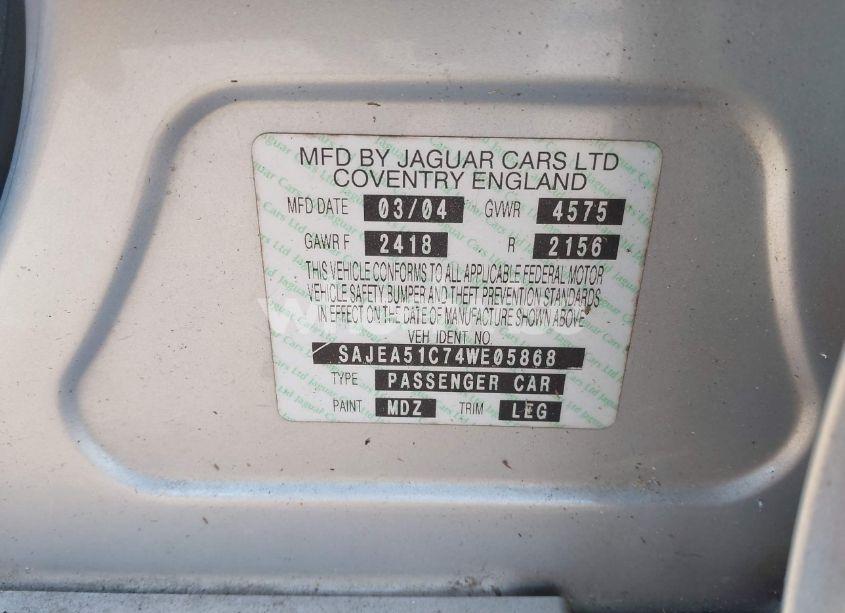 MFD BY JAGUAR CARS LTD
COVENTRY ENGLAND
MFD DATE 03/04 GVWR 4575
GAWR F 2418 R 2156
THIS VEHICLE CONFORMS TO ALL APPLICABLE FEDERAL MOTOR
VEHICLE SAFETY, BUMPER AND THEFT PREVENTION STANDARDS
IN EFFECT ON THE DATE OF MANUFACTURE SHOWN ABOVE
VEH IDENT NO.
SAJEA51C74WE05868
TYPE PASSENGER CAR
PAINT MDZ TRIM LEG